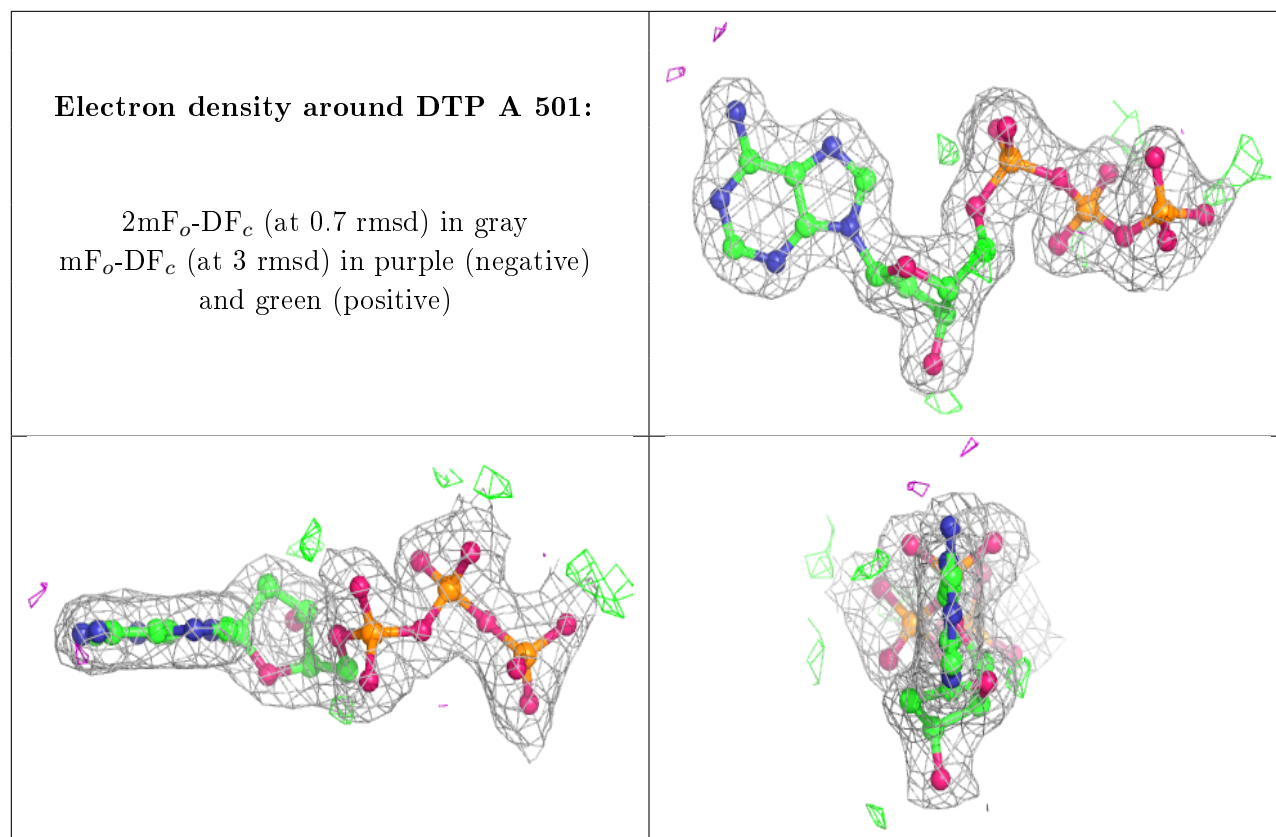 Electron density around DTP A 501:
2mFo-DFc (at 0.7 rmsd) in gray
mFo-DFc (at 3 rmsd) in purple (negative)
and green (positive)